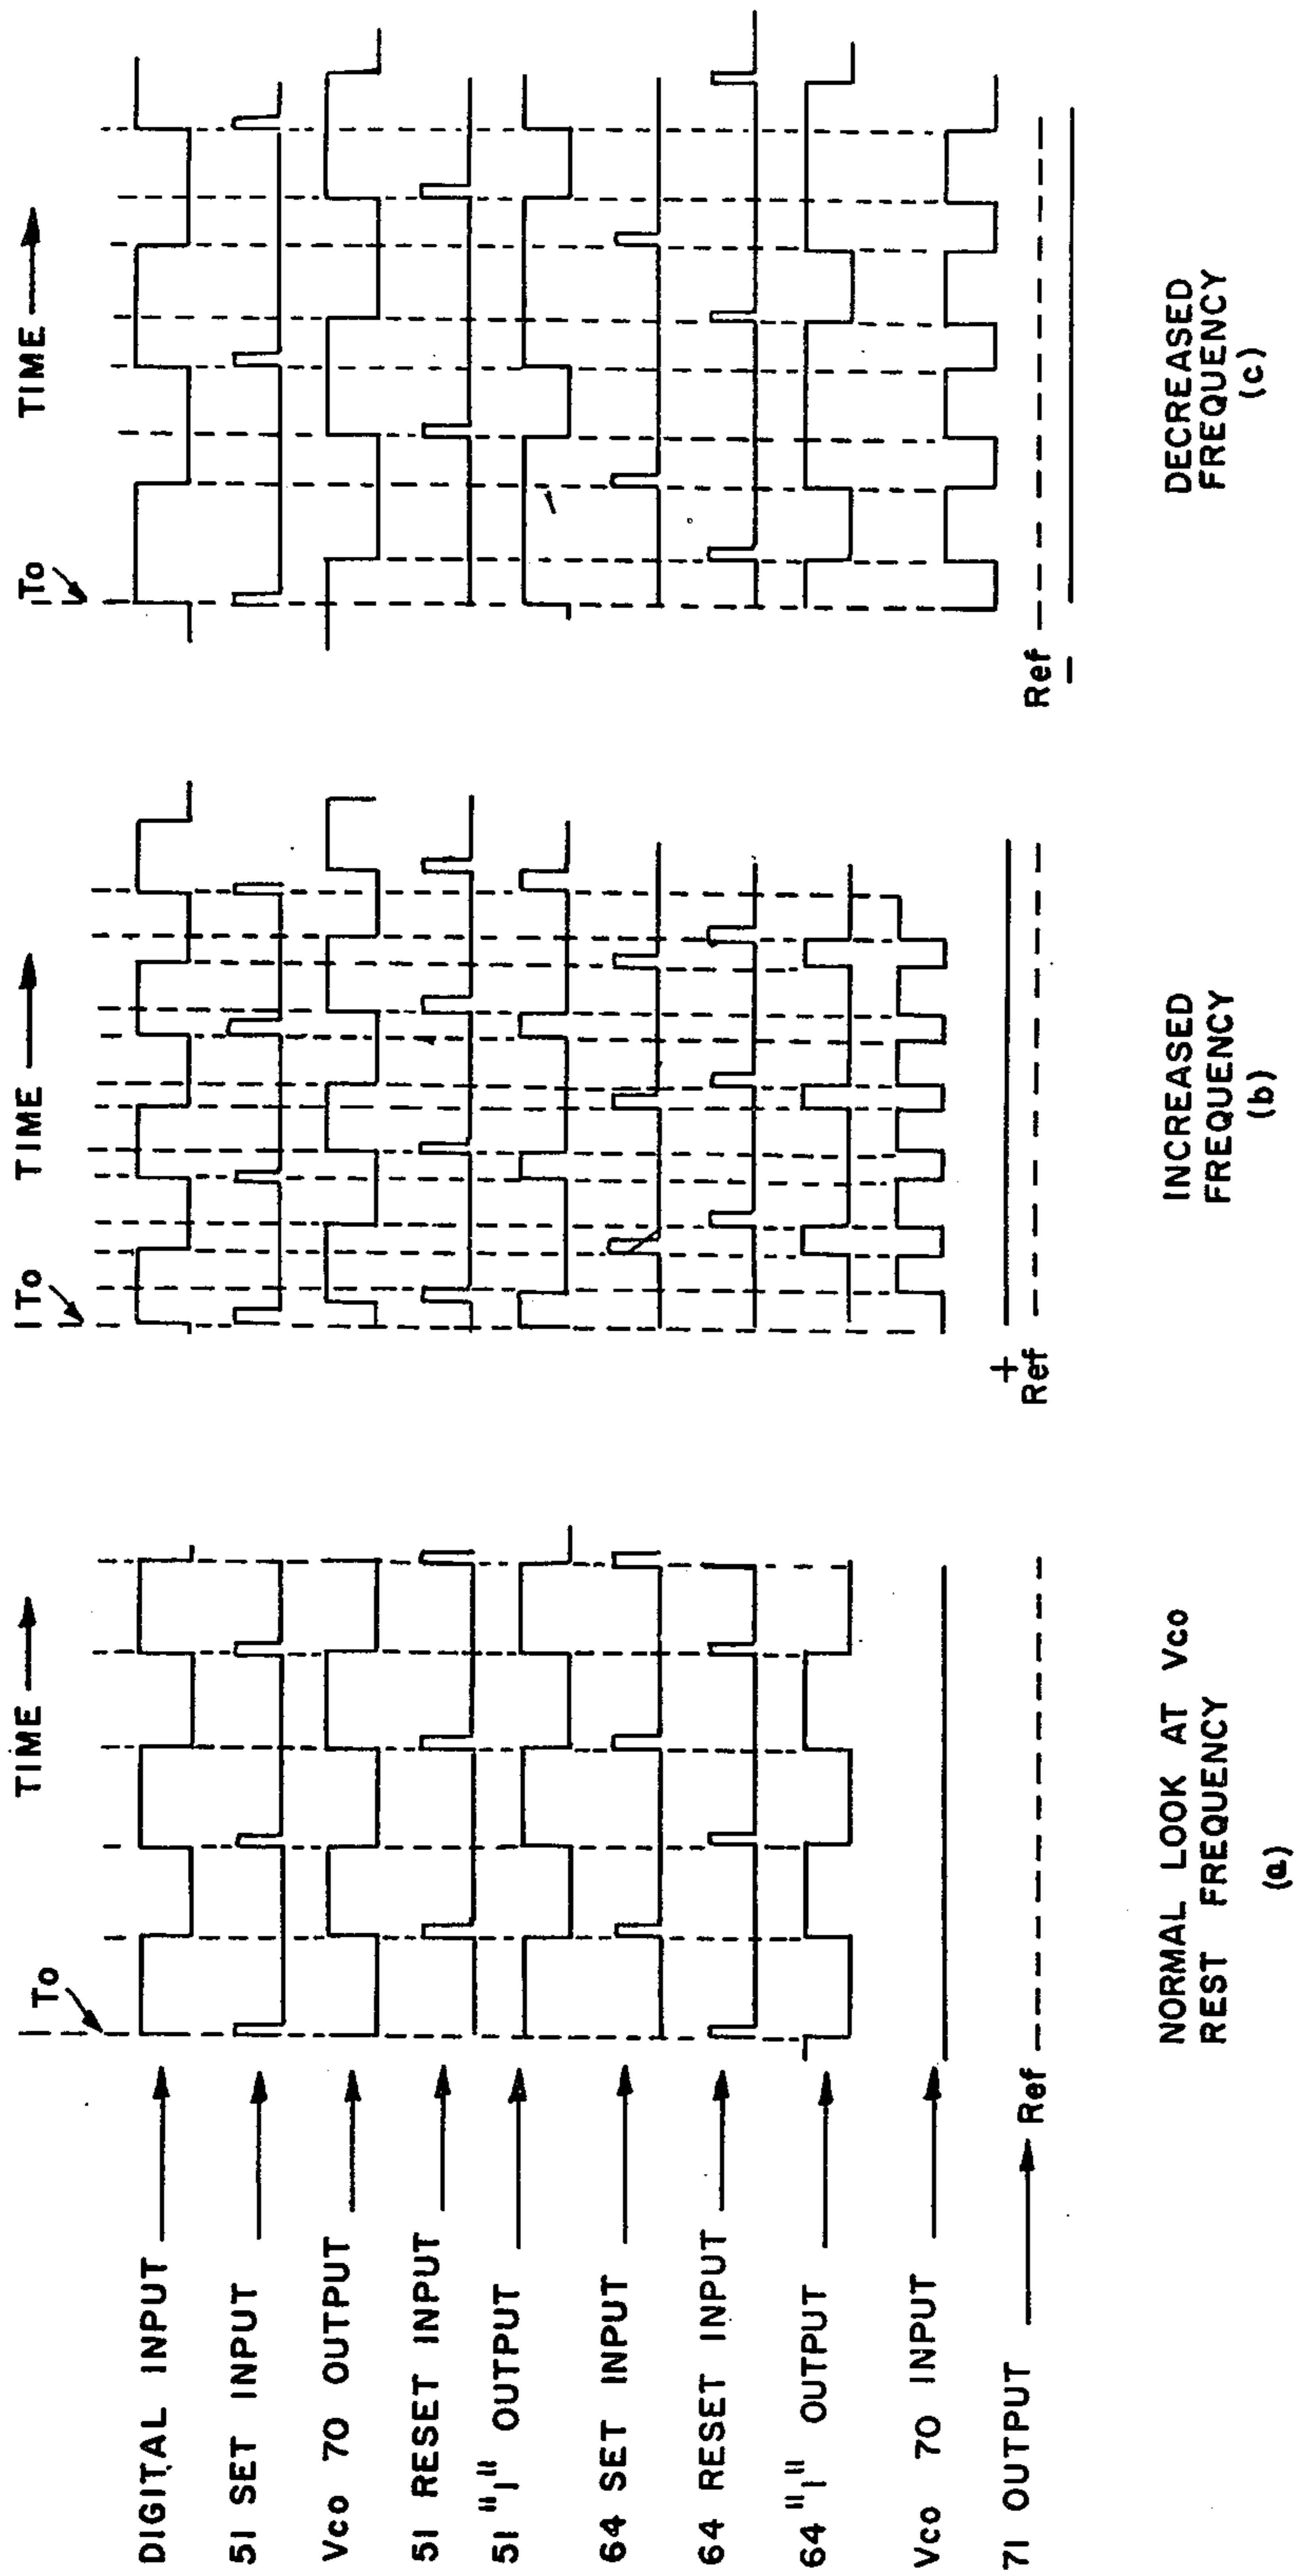 TIME
To
DIGITAL INPUT
51 SET INPUT
Vco 70 OUTPUT
51 RESET INPUT
51 "1" OUTPUT
64 SET INPUT
64 RESET INPUT
64 "1" OUTPUT
Vco 70 INPUT
71 OUTPUT
Ref
NORMAL LOOK AT Vco
REST FREQUENCY
(a)
TIME
To
+
Ref
INCREASED
FREQUENCY
(b)
TIME
To
Ref
–
DECREASED
FREQUENCY
(c)